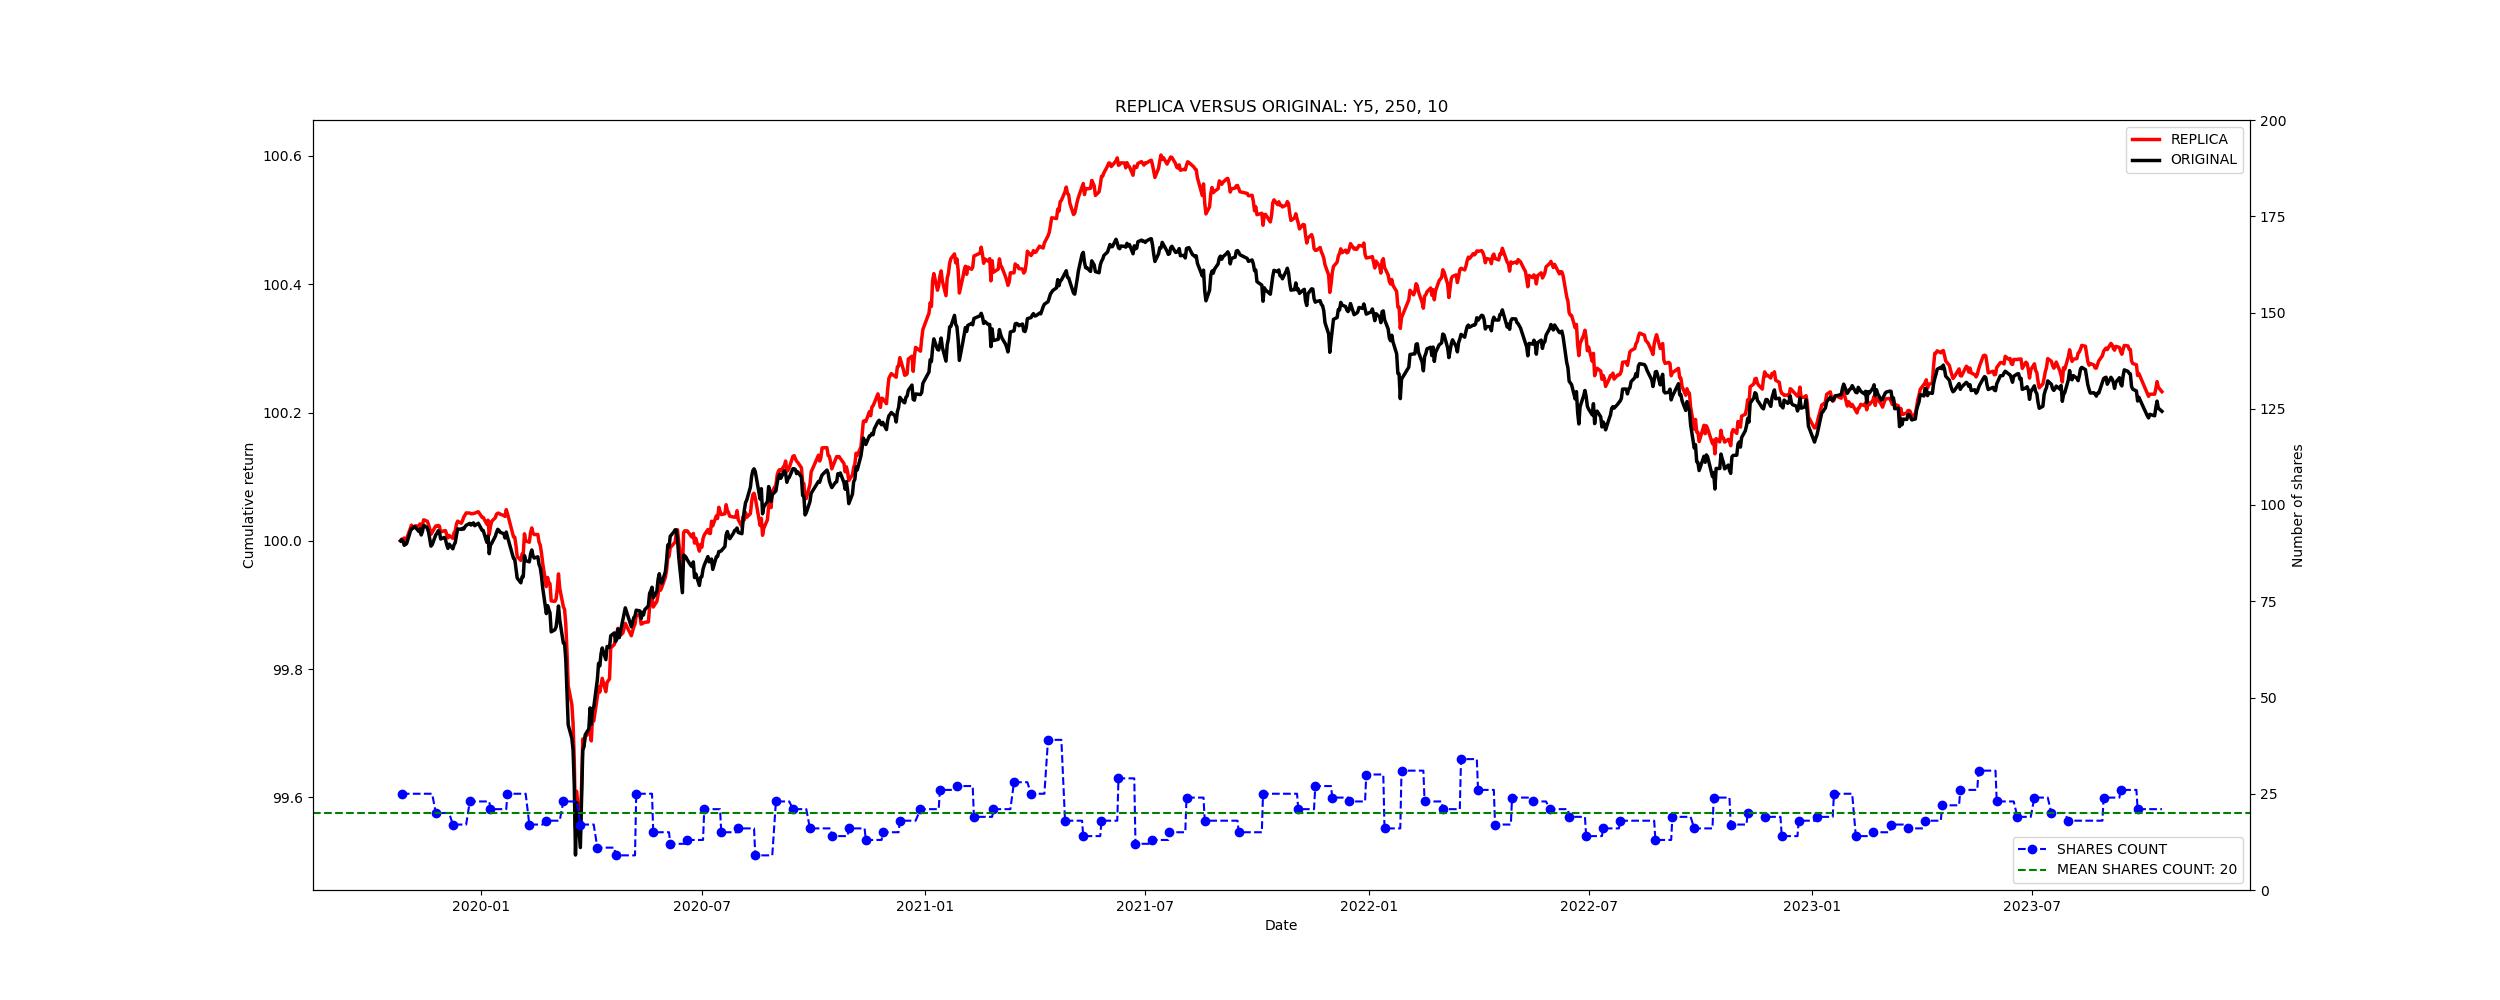 REPLICA VERSUS ORIGINAL: Y5, 250, 10
REPLICA
ORIGINAL
100.6
100.4
100.2
100.0
99.8
99.6
Cumulative return
200
175
150
125
100
75
50
25
0
Number of shares
SHARES COUNT
MEAN SHARES COUNT: 20
2020-01 2020-07 2021-01 2021-07 2022-01 2022-07 2023-01 2023-07
Date